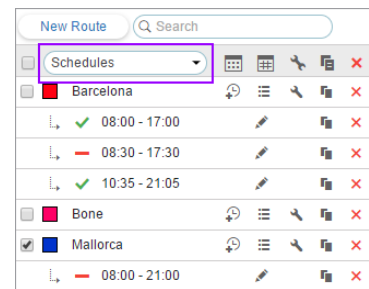 New Route Search
Schedules
Barcelona
08:00 - 17:00
08:30 - 17:30
10:35 - 21:05
Bone
Mallorca
08:00 - 21:00